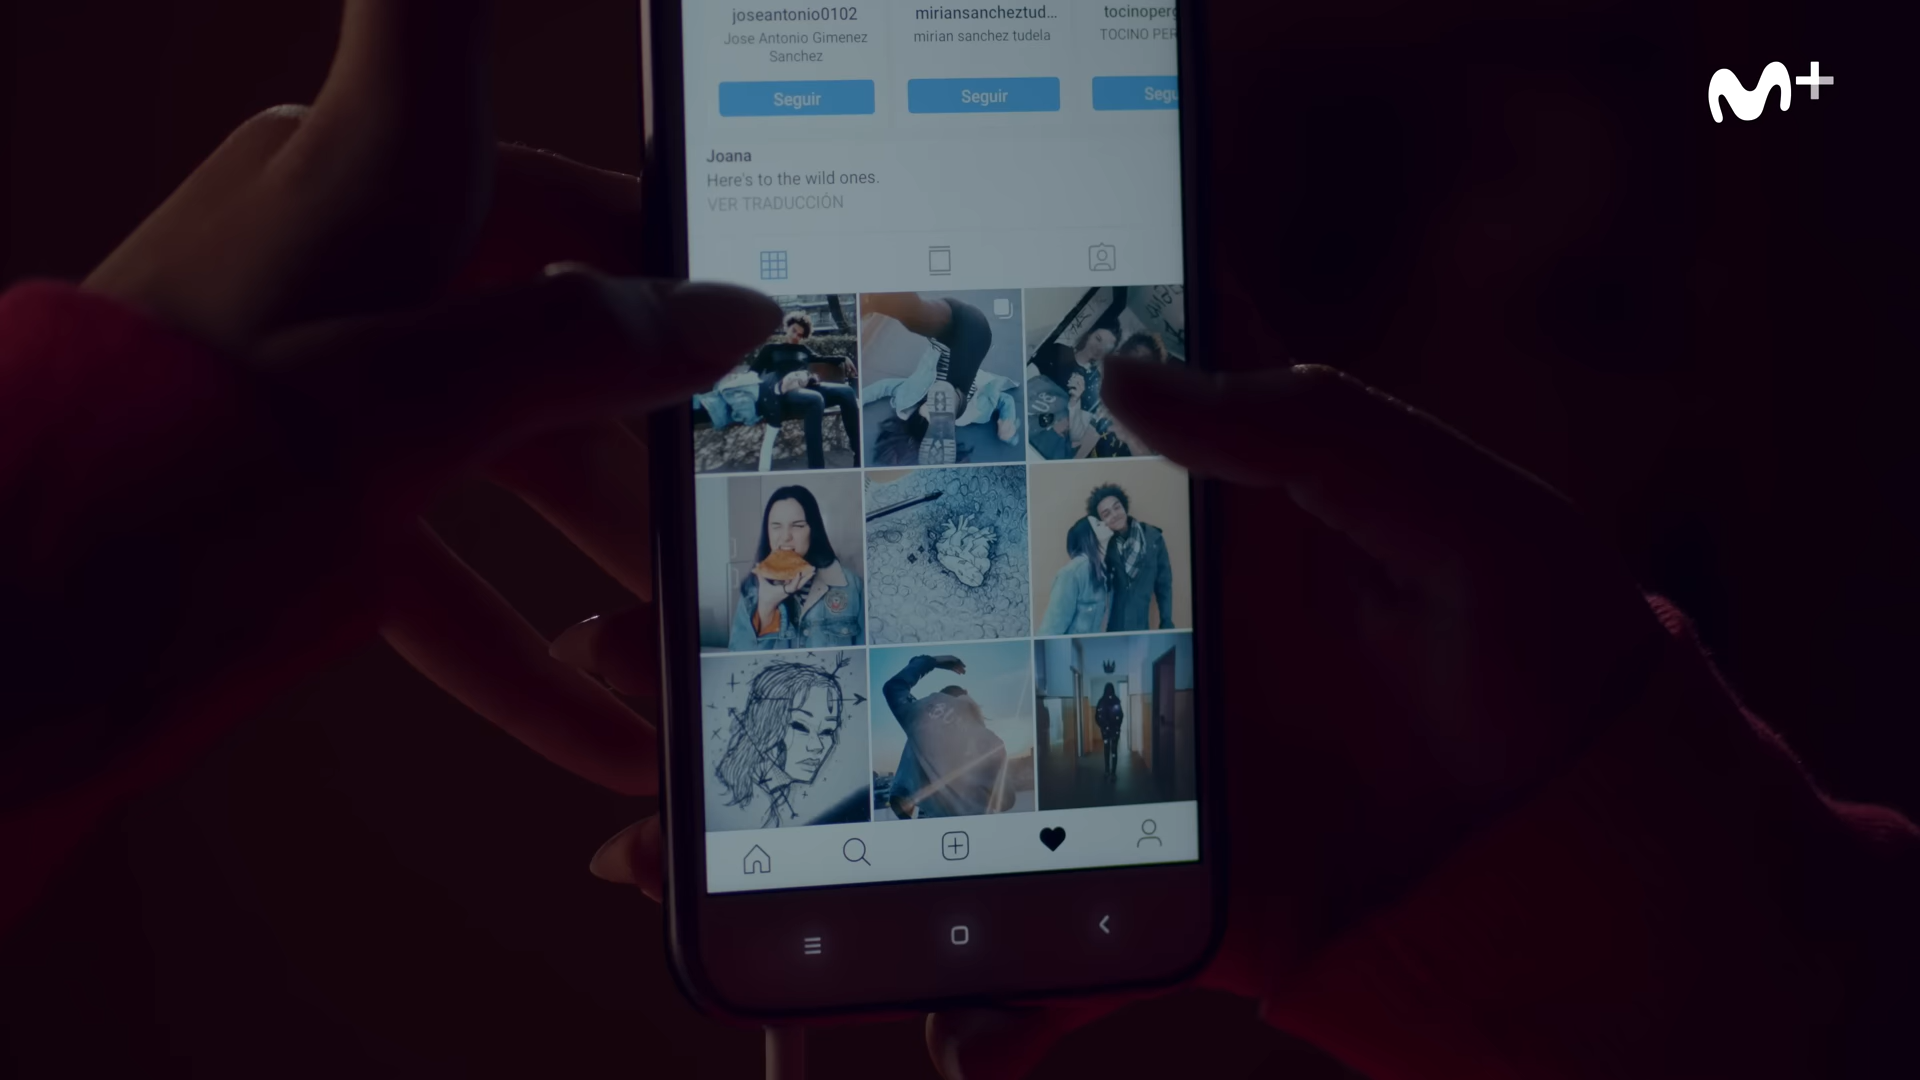 joseantonio0102
Jose Antonio Gimenez
Sanchez
Seguir
miriansancheztud...
mirian sanchez tudela
Seguir
tocinoperg
TOCINO PER
Segu
Joana
Here's to the wild ones.
VER TRADUCCIÓN
M+